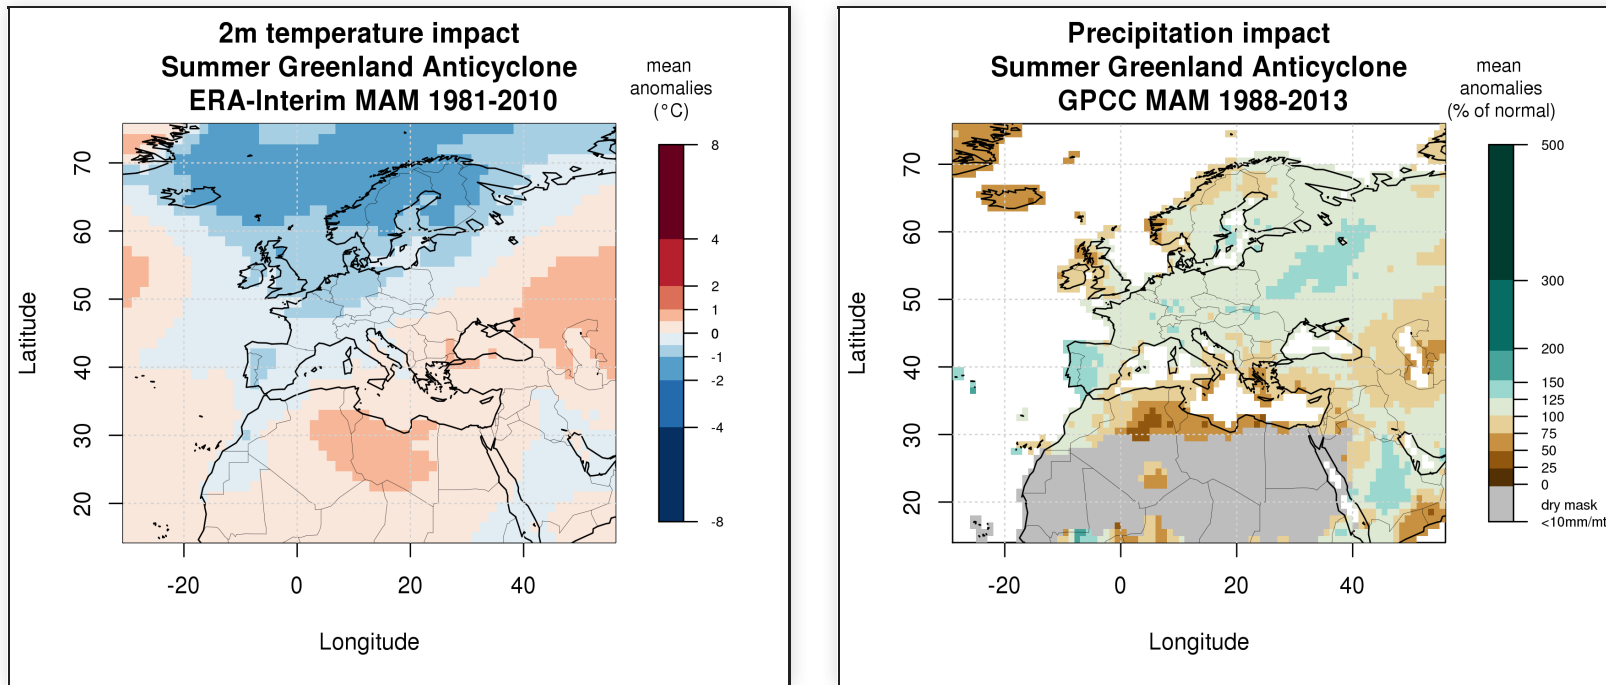 2m temperature impact
Summer Greenland Anticyclone
ERA-Interim MAM 1981-2010
mean
anomalies
(°C)
8
4
2
1
0
-1
-2
-4
-8
Latitude
70
60
50
40
30
20
-20
0
20
40
Longitude
Precipitation impact
Summer Greenland Anticyclone
GPCC MAM 1988-2013
mean
anomalies
(% of normal)
500
300
200
150
125
100
75
50
25
0
dry mask
<10mm/mt
Latitude
70
60
50
40
30
20
-20
0
20
40
Longitude